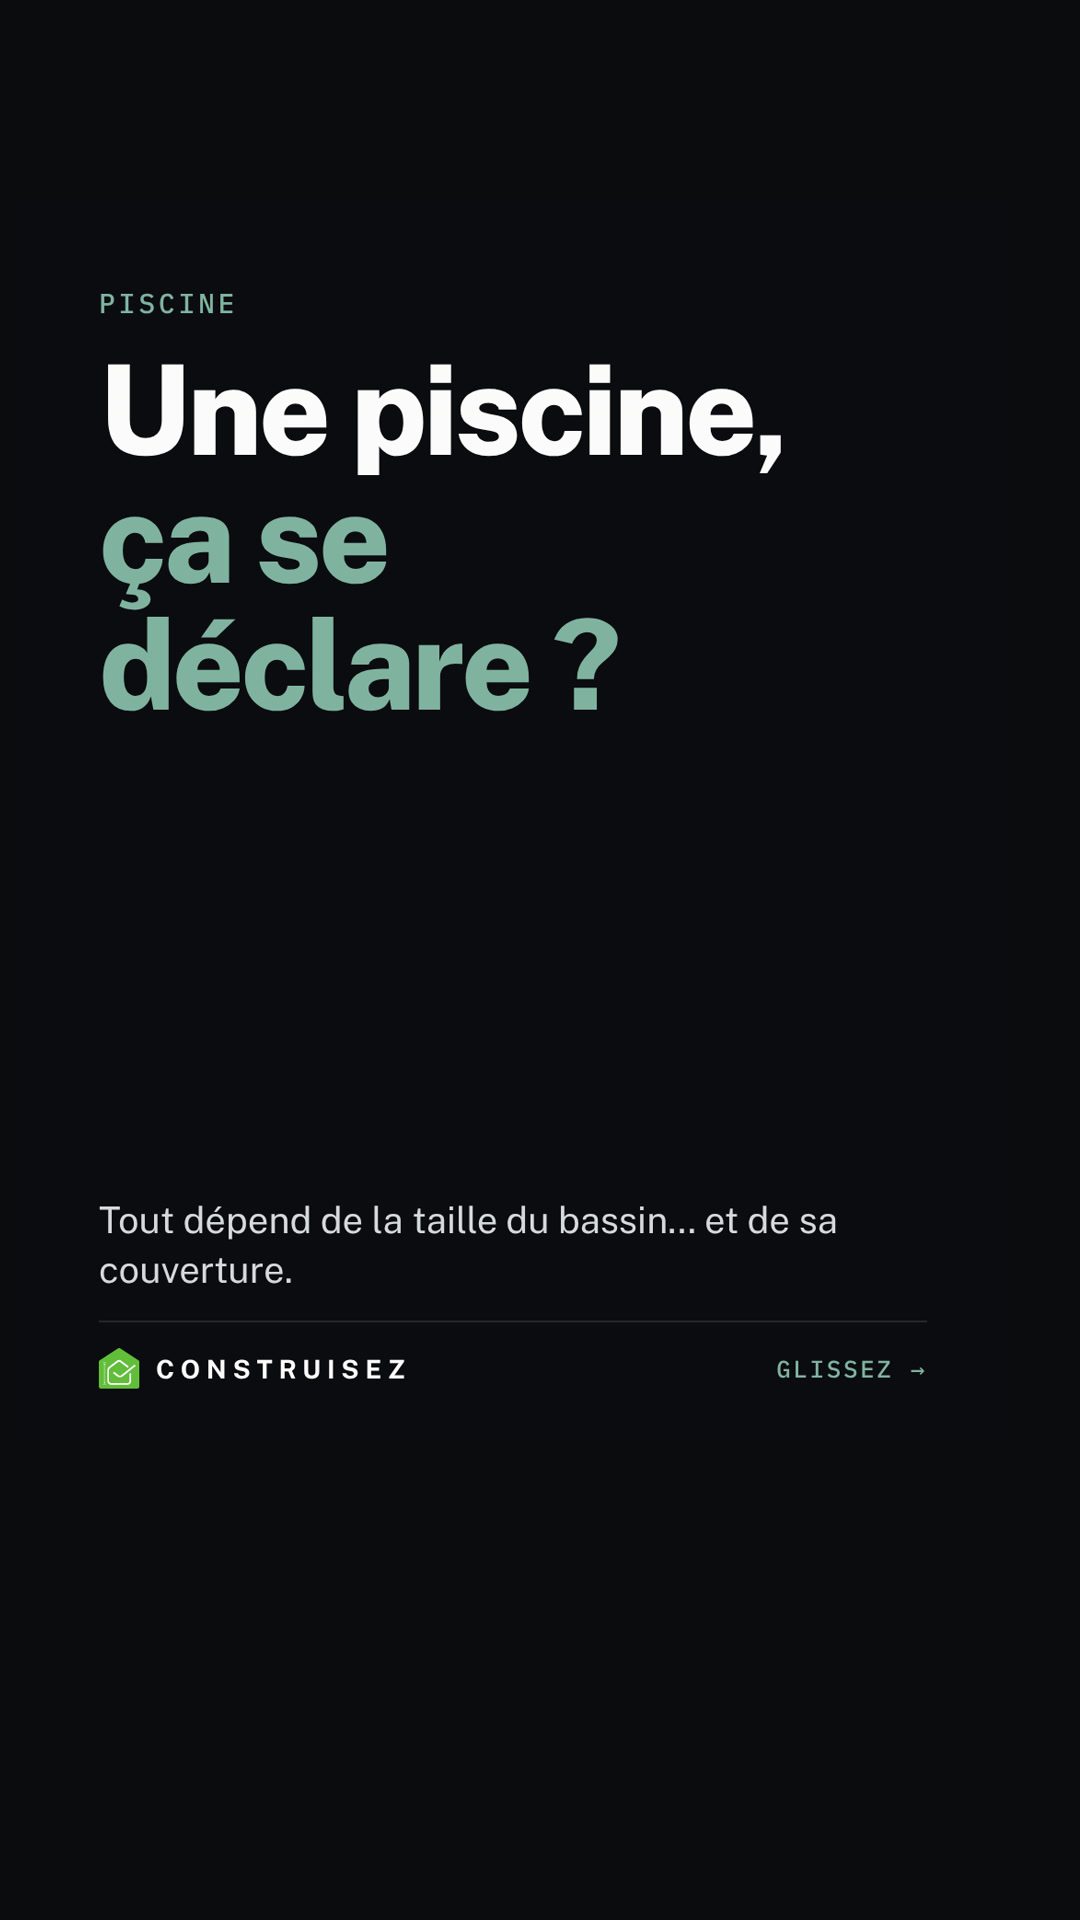 PISCINE
Une piscine,
ça se
déclare ?
Tout dépend de la taille du bassin… et de sa
couverture.
CONSTRUISEZ
GLISSEZ →